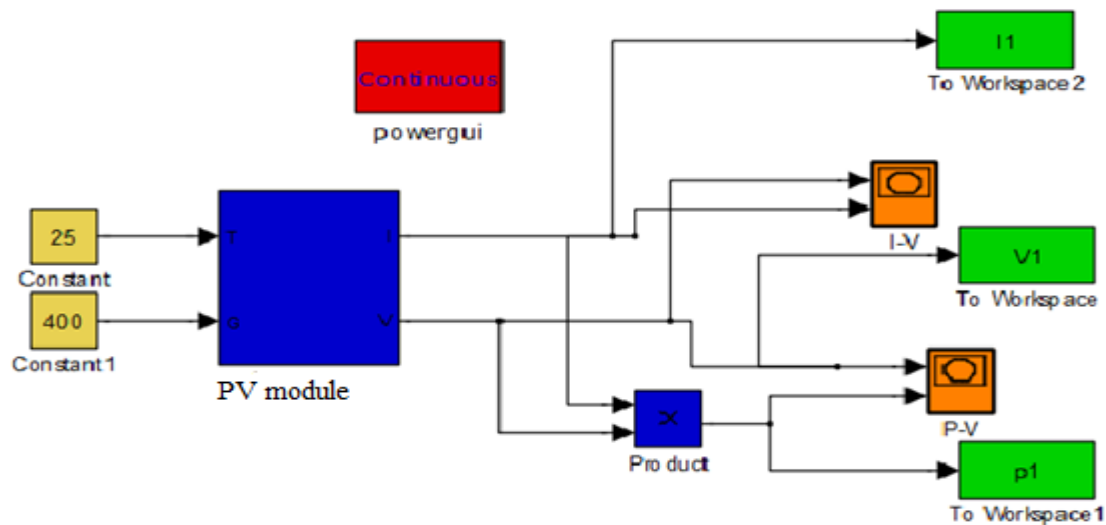 I1
To Workspace2
Continuous
powergui
25
T
I
I-V
Constant
V1
To Workspace
400
V
Constant1
PV module
P-V
Product
p1
To Workspace1